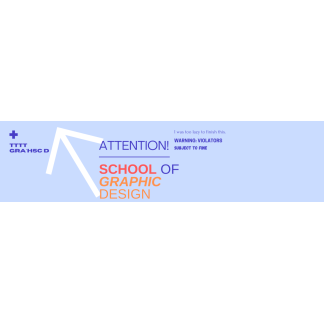 TTTT
GRA'HSC D
ATTENTION!
SCHOOL OF
GRAPHIC
DESIGN
I was too lazy to finish this.
WARNING: VIOLATORS
SUBJECT TO FINE